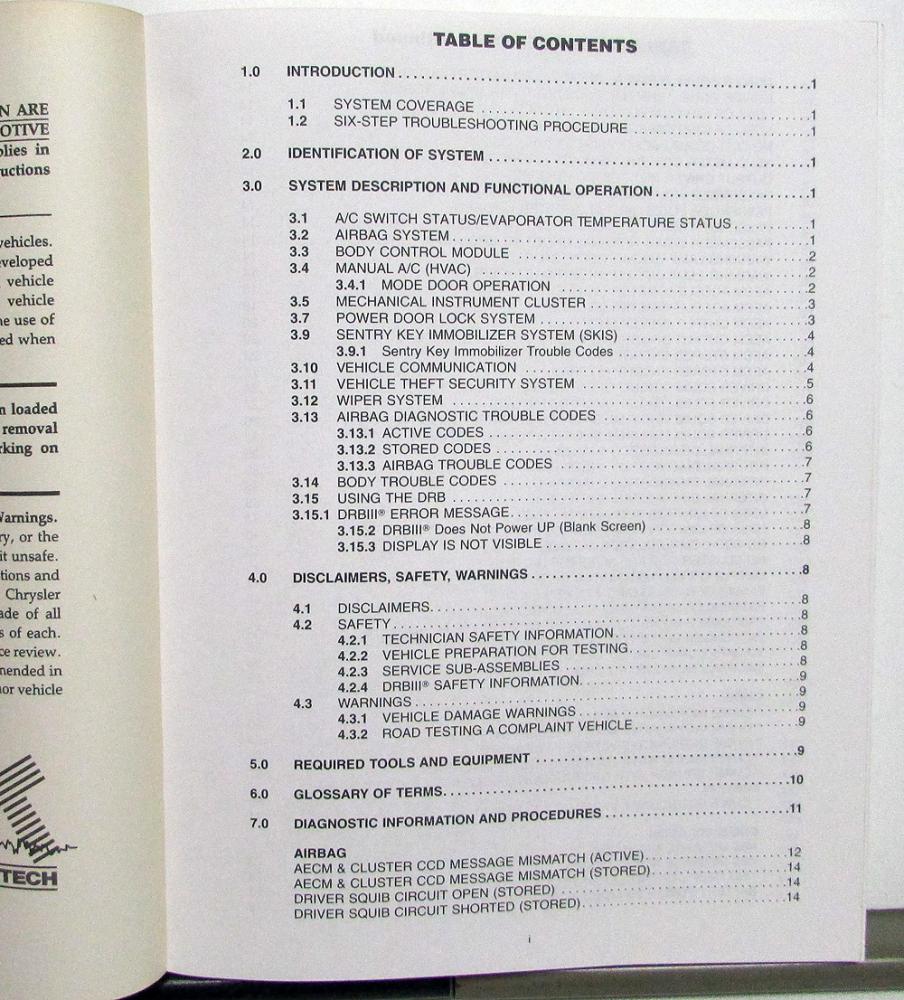 N ARE
OTIVE
plies in
uctions
vehicles.
veloped
vehicle
vehicle
he use of
ed when
n loaded
removal
rking on
Warnings.
ry, or the
it unsafe.
tions and
Chrysler
ade of all
s of each.
ce review.
mended in
or vehicle
TECH
TABLE OF CONTENTS
1.0 INTRODUCTION . . . . . . . . . . 1
1.1 SYSTEM COVERAGE . . . . . . . . . . 1
1.2 SIX-STEP TROUBLESHOOTING PROCEDURE . . . . . . . . . . 1
2.0 IDENTIFICATION OF SYSTEM . . . . . . . . . . 1
3.0 SYSTEM DESCRIPTION AND FUNCTIONAL OPERATION . . . . . . . . . . 1
3.1 A/C SWITCH STATUS/EVAPORATOR TEMPERATURE STATUS . . . . . . . . . . 1
3.2 AIRBAG SYSTEM . . . . . . . . . . 1
3.3 BODY CONTROL MODULE . . . . . . . . . . 2
3.4 MANUAL A/C (HVAC) . . . . . . . . . . 2
3.4.1 MODE DOOR OPERATION . . . . . . . . . . 2
3.5 MECHANICAL INSTRUMENT CLUSTER . . . . . . . . . . 3
3.7 POWER DOOR LOCK SYSTEM . . . . . . . . . . 3
3.9 SENTRY KEY IMMOBILIZER SYSTEM (SKIS) . . . . . . . . . . 4
3.9.1 Sentry Key Immobilizer Trouble Codes . . . . . . . . . . 4
3.10 VEHICLE COMMUNICATION . . . . . . . . . . 4
3.11 VEHICLE THEFT SECURITY SYSTEM . . . . . . . . . . 5
3.12 WIPER SYSTEM . . . . . . . . . . 6
3.13 AIRBAG DIAGNOSTIC TROUBLE CODES . . . . . . . . . . 6
3.13.1 ACTIVE CODES . . . . . . . . . . 6
3.13.2 STORED CODES . . . . . . . . . . 6
3.13.3 AIRBAG TROUBLE CODES . . . . . . . . . . 7
3.14 BODY TROUBLE CODES . . . . . . . . . . 7
3.15 USING THE DRB . . . . . . . . . . 7
3.15.1 DRBIII® ERROR MESSAGE . . . . . . . . . . 7
3.15.2 DRBIII® Does Not Power UP (Blank Screen) . . . . . . . . . . 8
3.15.3 DISPLAY IS NOT VISIBLE . . . . . . . . . . 8
4.0 DISCLAIMERS, SAFETY, WARNINGS . . . . . . . . . . 8
4.1 DISCLAIMERS . . . . . . . . . . 8
4.2 SAFETY . . . . . . . . . . 8
4.2.1 TECHNICIAN SAFETY INFORMATION . . . . . . . . . . 8
4.2.2 VEHICLE PREPARATION FOR TESTING . . . . . . . . . . 8
4.2.3 SERVICE SUB-ASSEMBLIES . . . . . . . . . . 8
4.2.4 DRBIII® SAFETY INFORMATION . . . . . . . . . . 9
4.3 WARNINGS . . . . . . . . . . 9
4.3.1 VEHICLE DAMAGE WARNINGS . . . . . . . . . . 9
4.3.2 ROAD TESTING A COMPLAINT VEHICLE . . . . . . . . . . 9
5.0 REQUIRED TOOLS AND EQUIPMENT . . . . . . . . . . 9
6.0 GLOSSARY OF TERMS . . . . . . . . . . 10
7.0 DIAGNOSTIC INFORMATION AND PROCEDURES . . . . . . . . . . 11
AIRBAG
AECM & CLUSTER CCD MESSAGE MISMATCH (ACTIVE) . . . . . . . . . . 12
AECM & CLUSTER CCD MESSAGE MISMATCH (STORED) . . . . . . . . . . 14
DRIVER SQUIB CIRCUIT OPEN (STORED) . . . . . . . . . . 14
DRIVER SQUIB CIRCUIT SHORTED (STORED) . . . . . . . . . . 14
i